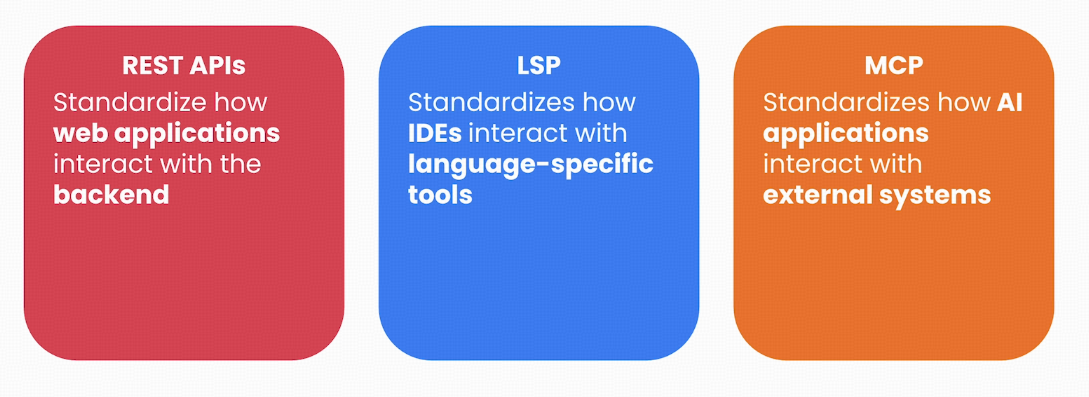 REST APIs
Standardize how
web applications
interact with the
backend
LSP
Standardizes how
IDEs interact with
language-specific
tools
MCP
Standardizes how AI
applications
interact with
external systems